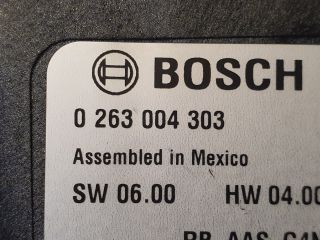 BOSCH
0 263 004 303
Assembled in Mexico
SW 06.00 HW 04.00